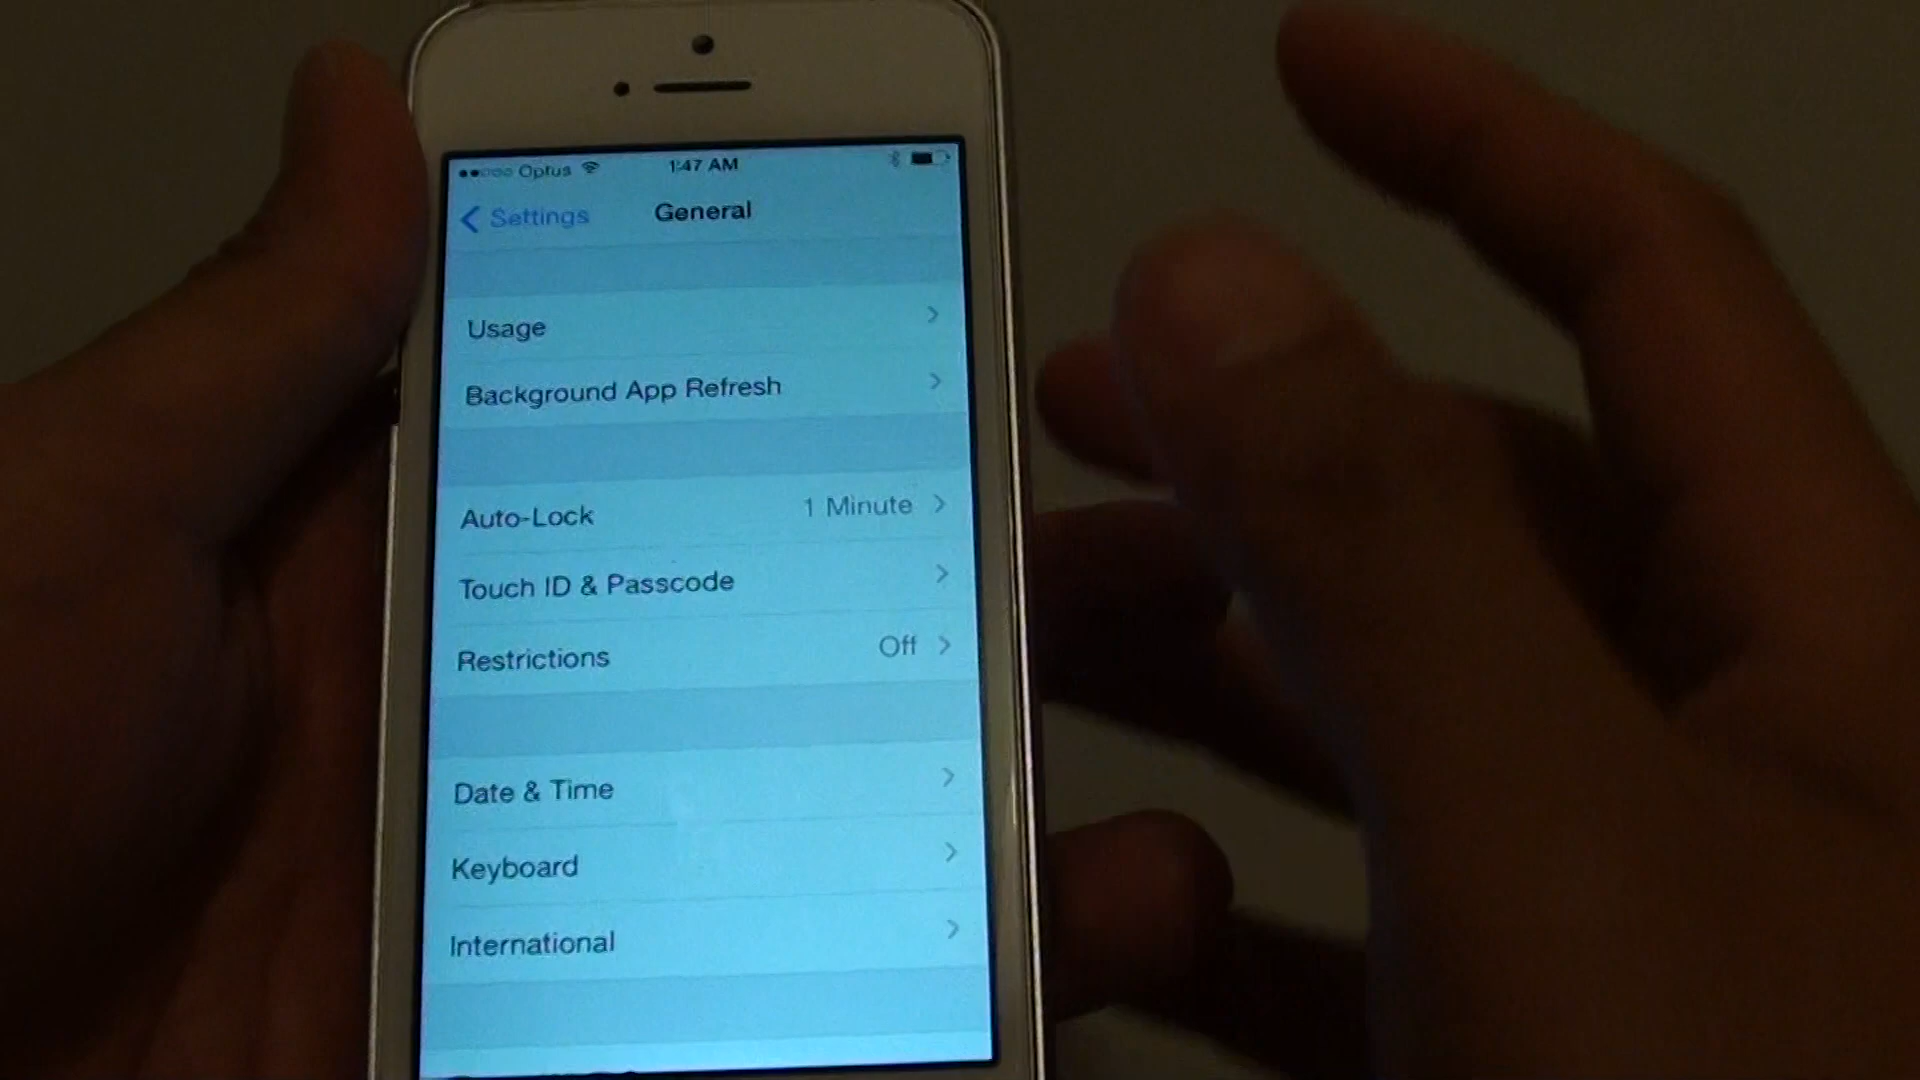 Optus 1:47 AM
Settings General
Usage
Background App Refresh
Auto-Lock 1 Minute
Touch ID & Passcode
Restrictions Off
Date & Time
Keyboard
International